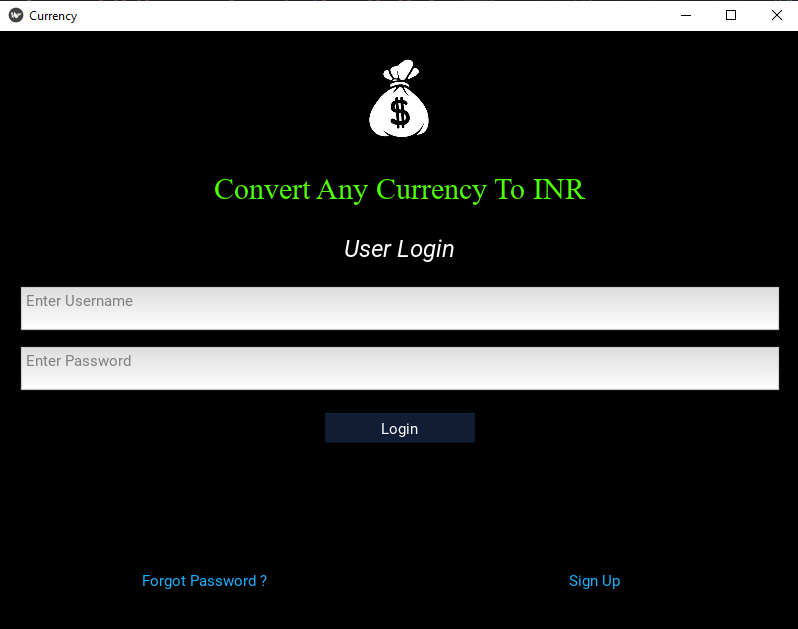 Currency
$
Convert Any Currency To INR
User Login
Enter Username
Enter Password
Login
Forgot Password ?
Sign Up